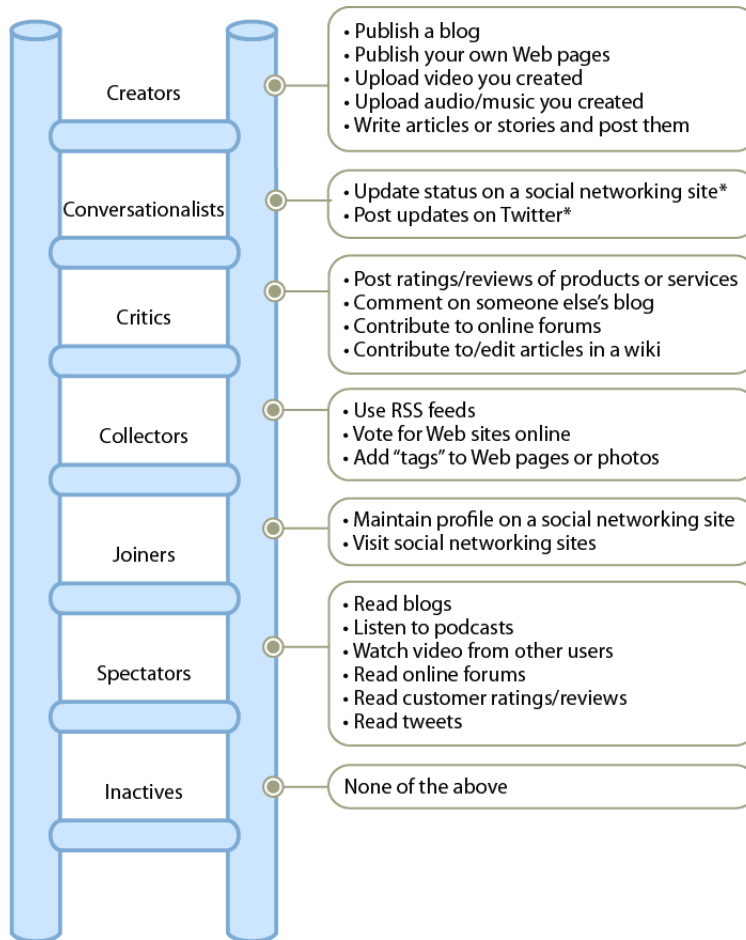 Creators
• Publish a blog
• Publish your own Web pages
• Upload video you created
• Upload audio/music you created
• Write articles or stories and post them
Conversationalists
• Update status on a social networking site*
• Post updates on Twitter*
Critics
• Post ratings/reviews of products or services
• Comment on someone else’s blog
• Contribute to online forums
• Contribute to/edit articles in a wiki
Collectors
• Use RSS feeds
• Vote for Web sites online
• Add “tags” to Web pages or photos
Joiners
• Maintain profile on a social networking site
• Visit social networking sites
Spectators
• Read blogs
• Listen to podcasts
• Watch video from other users
• Read online forums
• Read customer ratings/reviews
• Read tweets
Inactives
None of the above